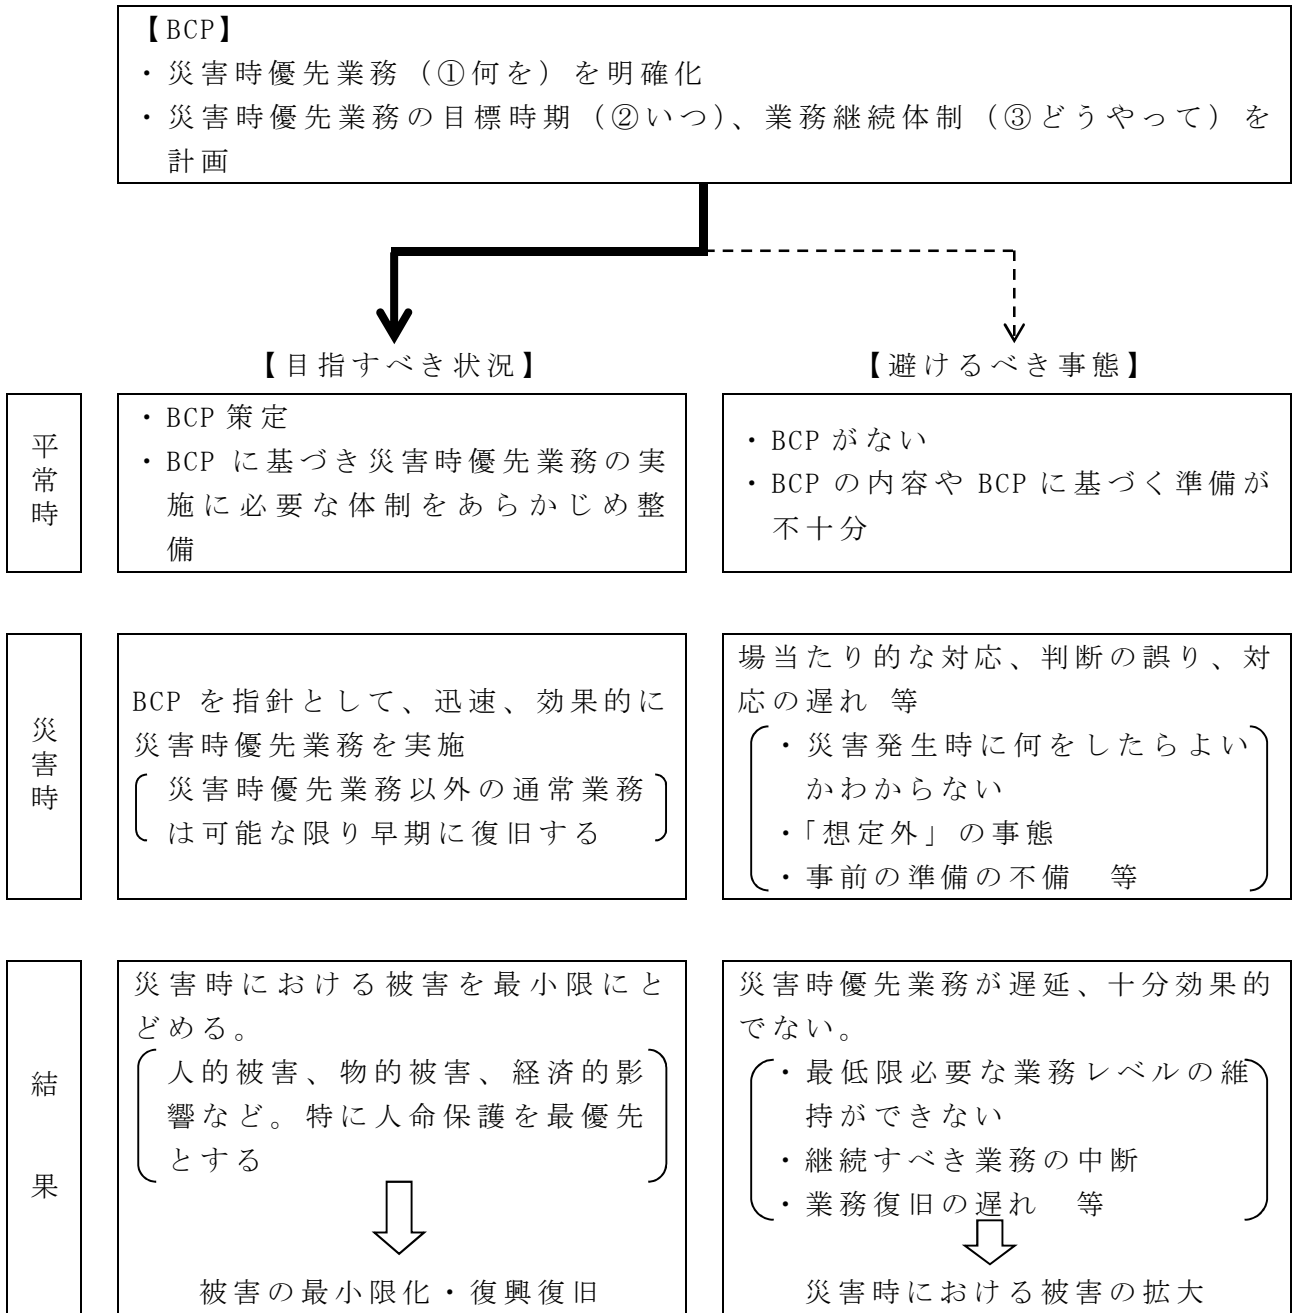 【BCP】
・災害時優先業務（①何を）を明確化
・災害時優先業務の目標時期（②いつ）、業務継続体制（③どうやって）を
計画
【目指すべき状況】
【避けるべき事態】
平常時
・BCP 策定
・BCP に基づき災害時優先業務の実
施に必要な体制をあらかじめ整
備
・BCP がない
・BCP の内容や BCP に基づく準備が
不十分
災害時
BCP を指針として、迅速、効果的に
災害時優先業務を実施
災害時優先業務以外の通常業務
は可能な限り早期に復旧する
場当たり的な対応、判断の誤り、対
応の遅れ 等
・災害発生時に何をしたらよい
かわからない
・「想定外」の事態
・事前の準備の不備　等
結果
災害時における被害を最小限にと
どめる。
人的被害、物的被害、経済的影
響など。特に人命保護を最優先
とする
被害の最小限化・復興復旧
災害時優先業務が遅延、十分効果的
でない。
・最低限必要な業務レベルの維
持ができない
・継続すべき業務の中断
・業務復旧の遅れ　等
災害時における被害の拡大